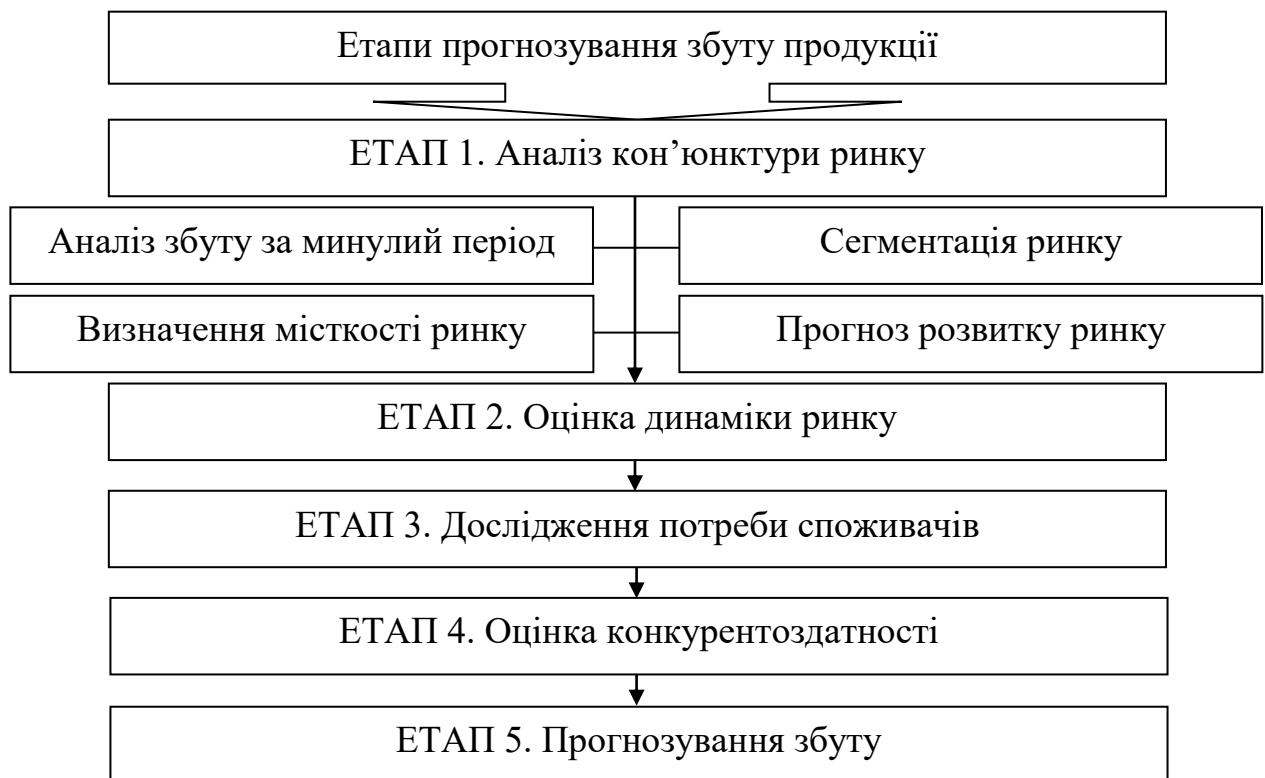 Етапи прогнозування збуту продукції
ЕТАП 1. Аналіз кон’юнктури ринку
Аналіз збуту за минулий період
Сегментація ринку
Визначення місткості ринку
Прогноз розвитку ринку
ЕТАП 2. Оцінка динаміки ринку
ЕТАП 3. Дослідження потреби споживачів
ЕТАП 4. Оцінка конкурентоздатності
ЕТАП 5. Прогнозування збуту